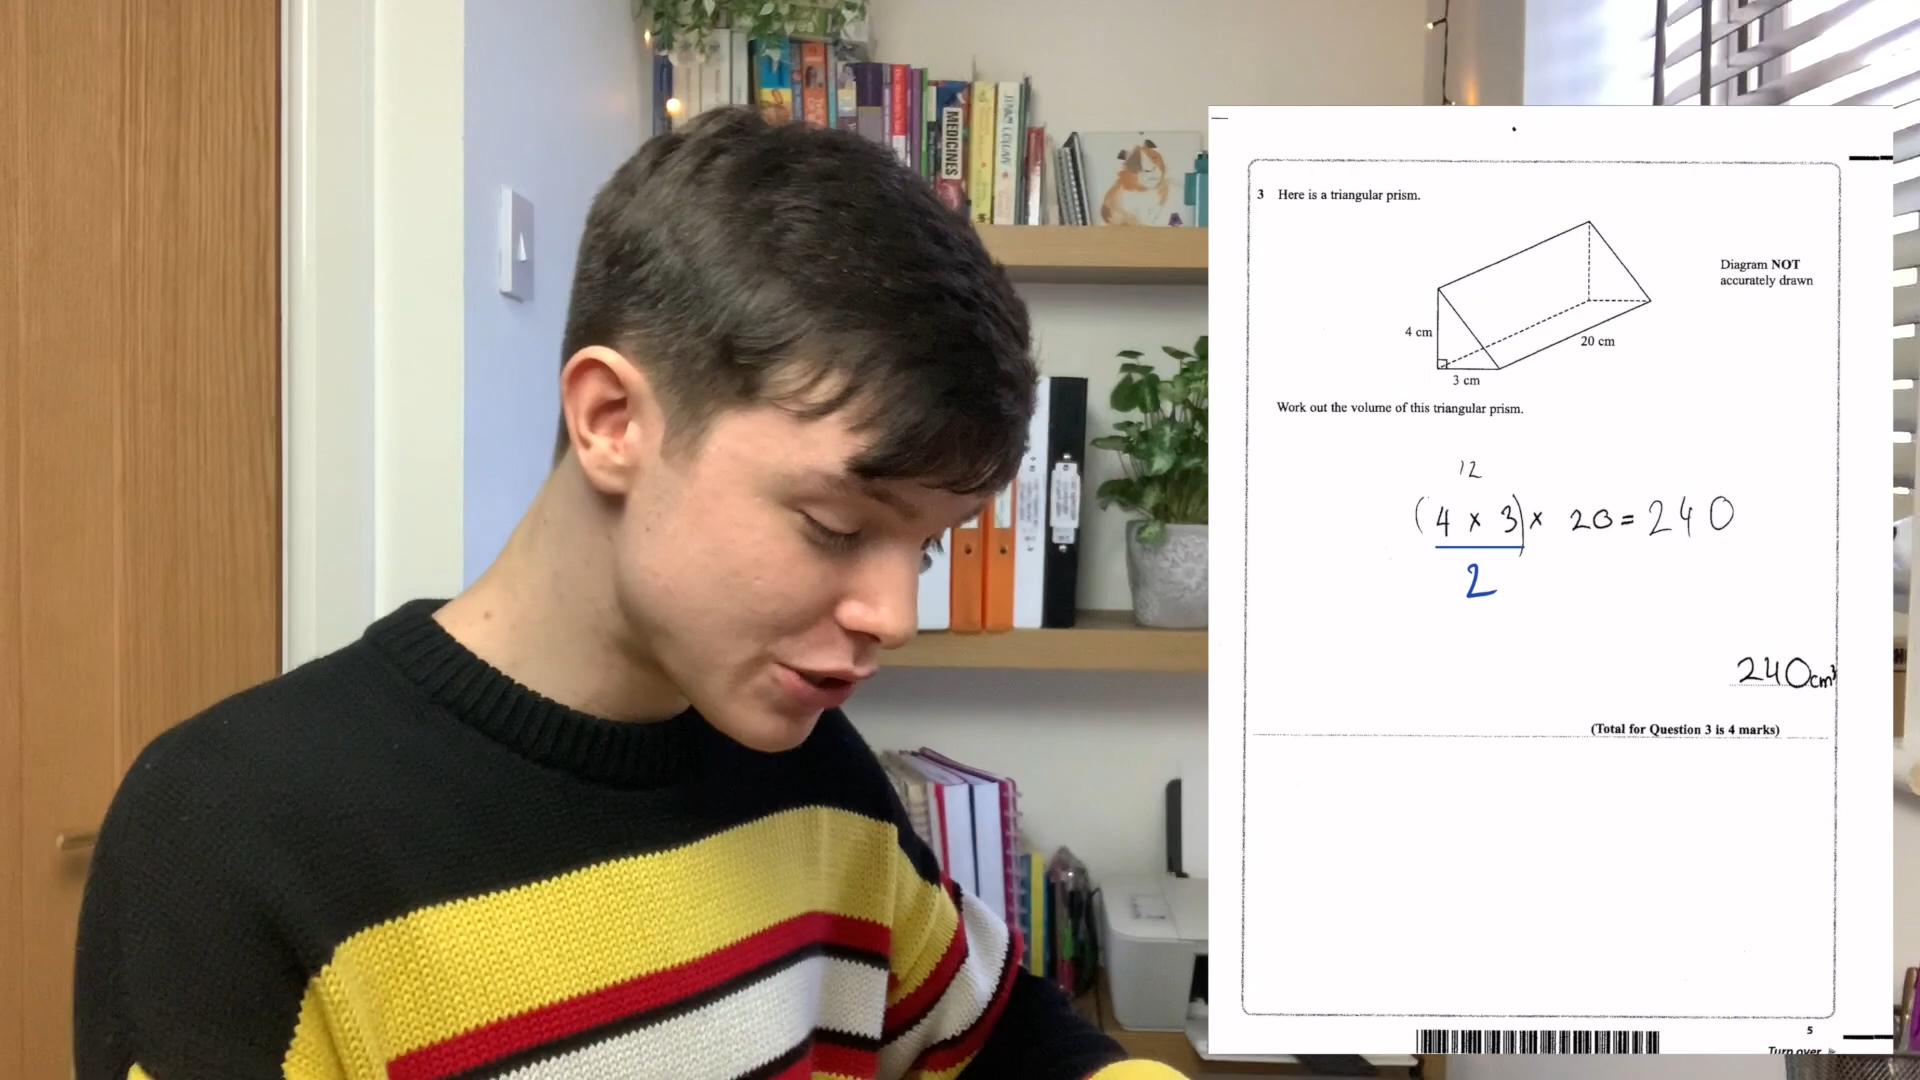 MEDICINES
3 Here is a triangular prism.
Diagram NOT
accurately drawn
4 cm
20 cm
3 cm
Work out the volume of this triangular prism.
12
(4 x 3) x 20 = 240
2
240cm³
(Total for Question 3 is 4 marks)
5
Turn over